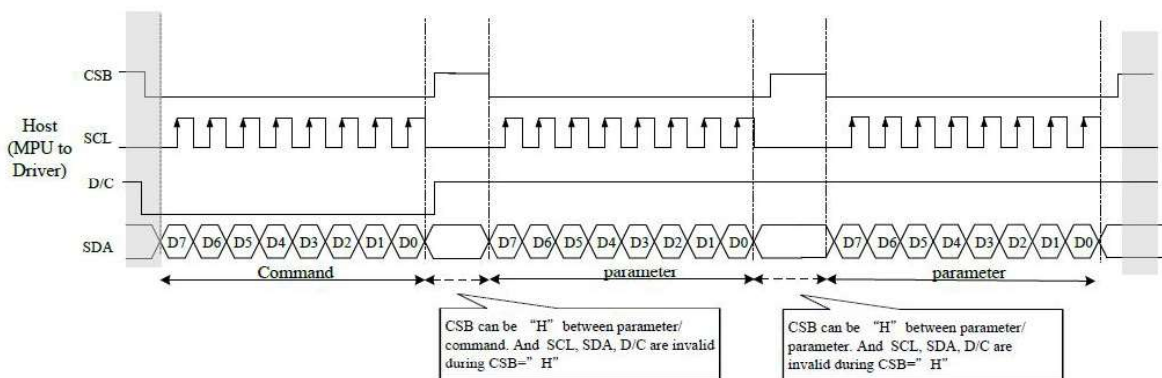 CSB
Host
(MPU to
Driver)
SCL
D/C
SDA
D7 D6 D5 D4 D3 D2 D1 D0 D7 D6 D5 D4 D3 D2 D1 D0 D7 D6 D5 D4 D3 D2 D1 D0
Command parameter parameter
CSB can be “H” between parameter/
command. And SCL, SDA, D/C are invalid
during CSB=”H”
CSB can be “H” between parameter/
parameter. And SCL, SDA, D/C are
invalid during CSB=”H”